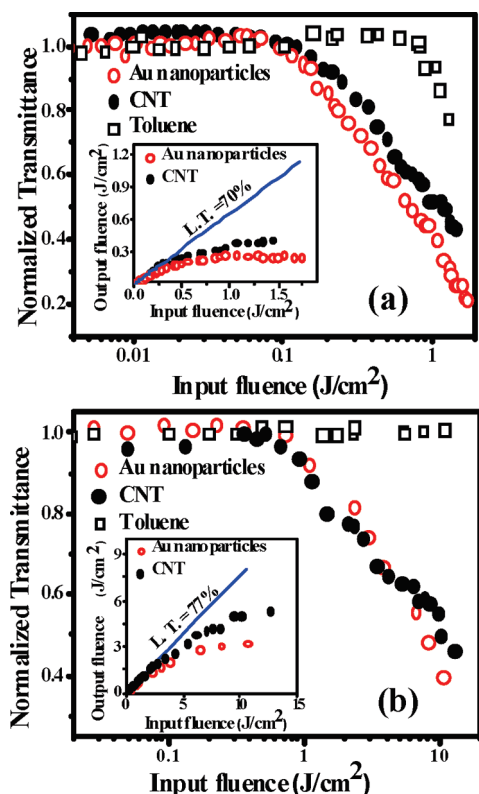 1.0
0.8
0.6
0.4
0.2
Normalized Transmittance
Au nanoparticles
CNT
Toluene
1.2
0.9
0.6
0.3
Output fluence (J/cm2)
Au nanoparticles
CNT
L.T. =70%
0.0 0.5 1.0 1.5
Input fluence (J/cm2)
(a)
0.01 0.1 1
Input fluence (J/cm2)
1.0
0.8
0.6
0.4
Normalized Transmittance
Au nanoparticles
CNT
Toluene
9
6
3
0
Output fluence (J/cm 2)
Au nanoparticles
CNT
L. T. = 77%
0 5 10 15
Input fluence (J/cm2)
(b)
0.1 1 10
Input fluence (J/cm2)